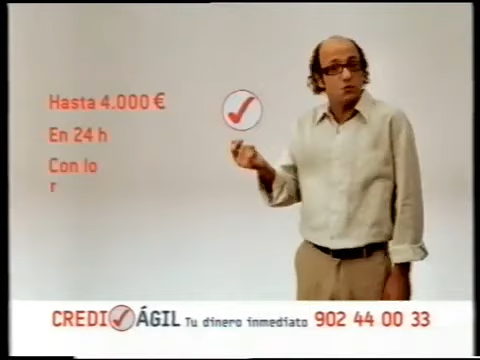 Hasta 4.000 €
En 24 h
Con lo
r
CREDI ÁGIL Tu dinero inmediato 902 44 00 33